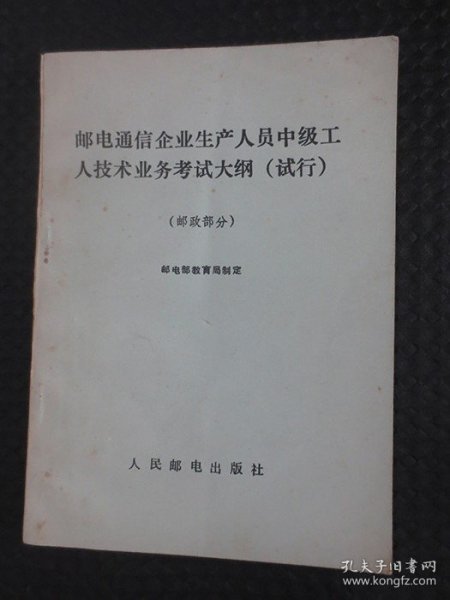 邮电通信企业生产人员中级工
人技术业务考试大纲（试行）
（邮政部分）
邮电部教育局制定
人民邮电出版社
孔夫子旧书网
www.kongfz.com